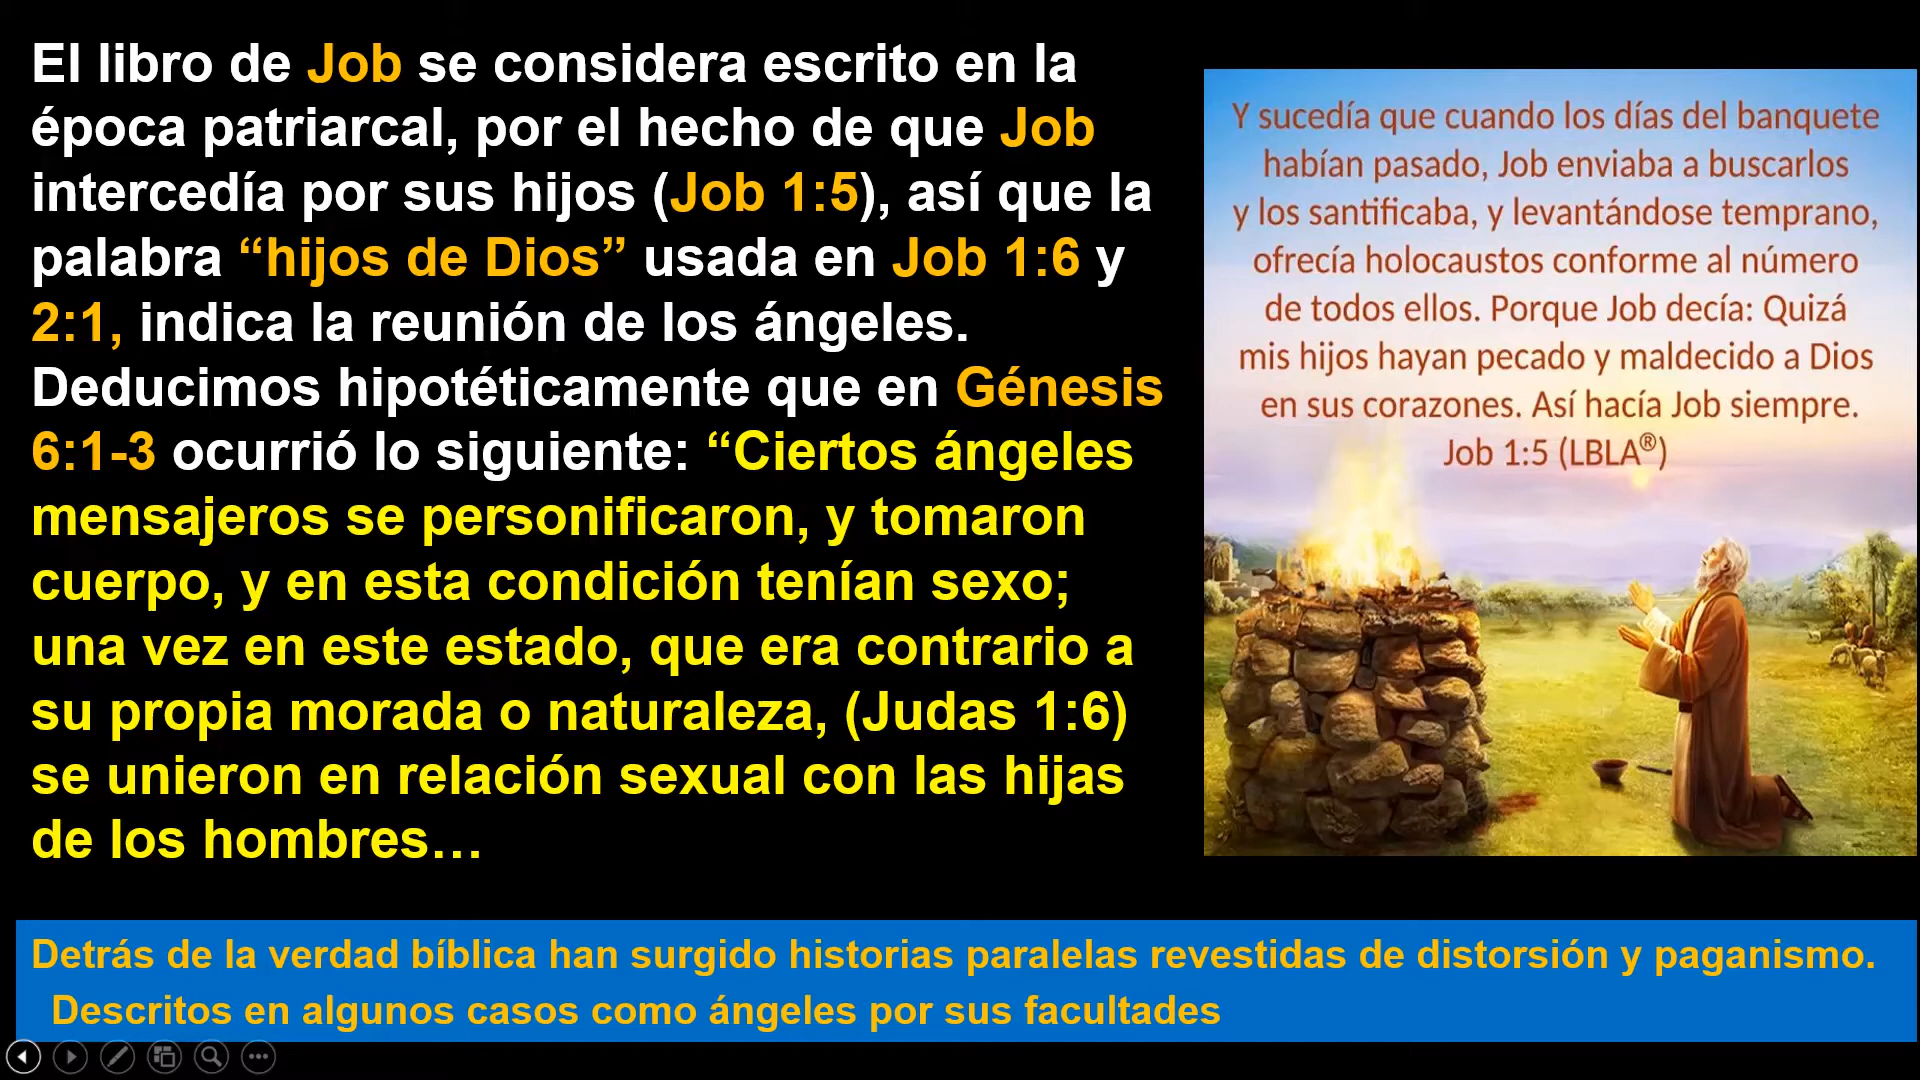 El libro de Job se considera escrito en la
época patriarcal, por el hecho de que Job
intercedía por sus hijos (Job 1:5), así que la
palabra “hijos de Dios” usada en Job 1:6 y
2:1, indica la reunión de los ángeles.
Deducimos hipotéticamente que en Génesis
6:1-3 ocurrió lo siguiente: “Ciertos ángeles
mensajeros se personificaron, y tomaron
cuerpo, y en esta condición tenían sexo;
una vez en este estado, que era contrario a
su propia morada o naturaleza, (Judas 1:6)
se unieron en relación sexual con las hijas
de los hombres…
Y sucedía que cuando los días del banquete
habían pasado, Job enviaba a buscarlos
y los santificaba, y levantándose temprano,
ofrecía holocaustos conforme al número
de todos ellos. Porque Job decía: Quizá
mis hijos hayan pecado y maldecido a Dios
en sus corazones. Así hacía Job siempre.
Job 1:5 (LBLA®)
Detrás de la verdad bíblica han surgido historias paralelas revestidas de distorsión y paganismo.
Descritos en algunos casos como ángeles por sus facultades